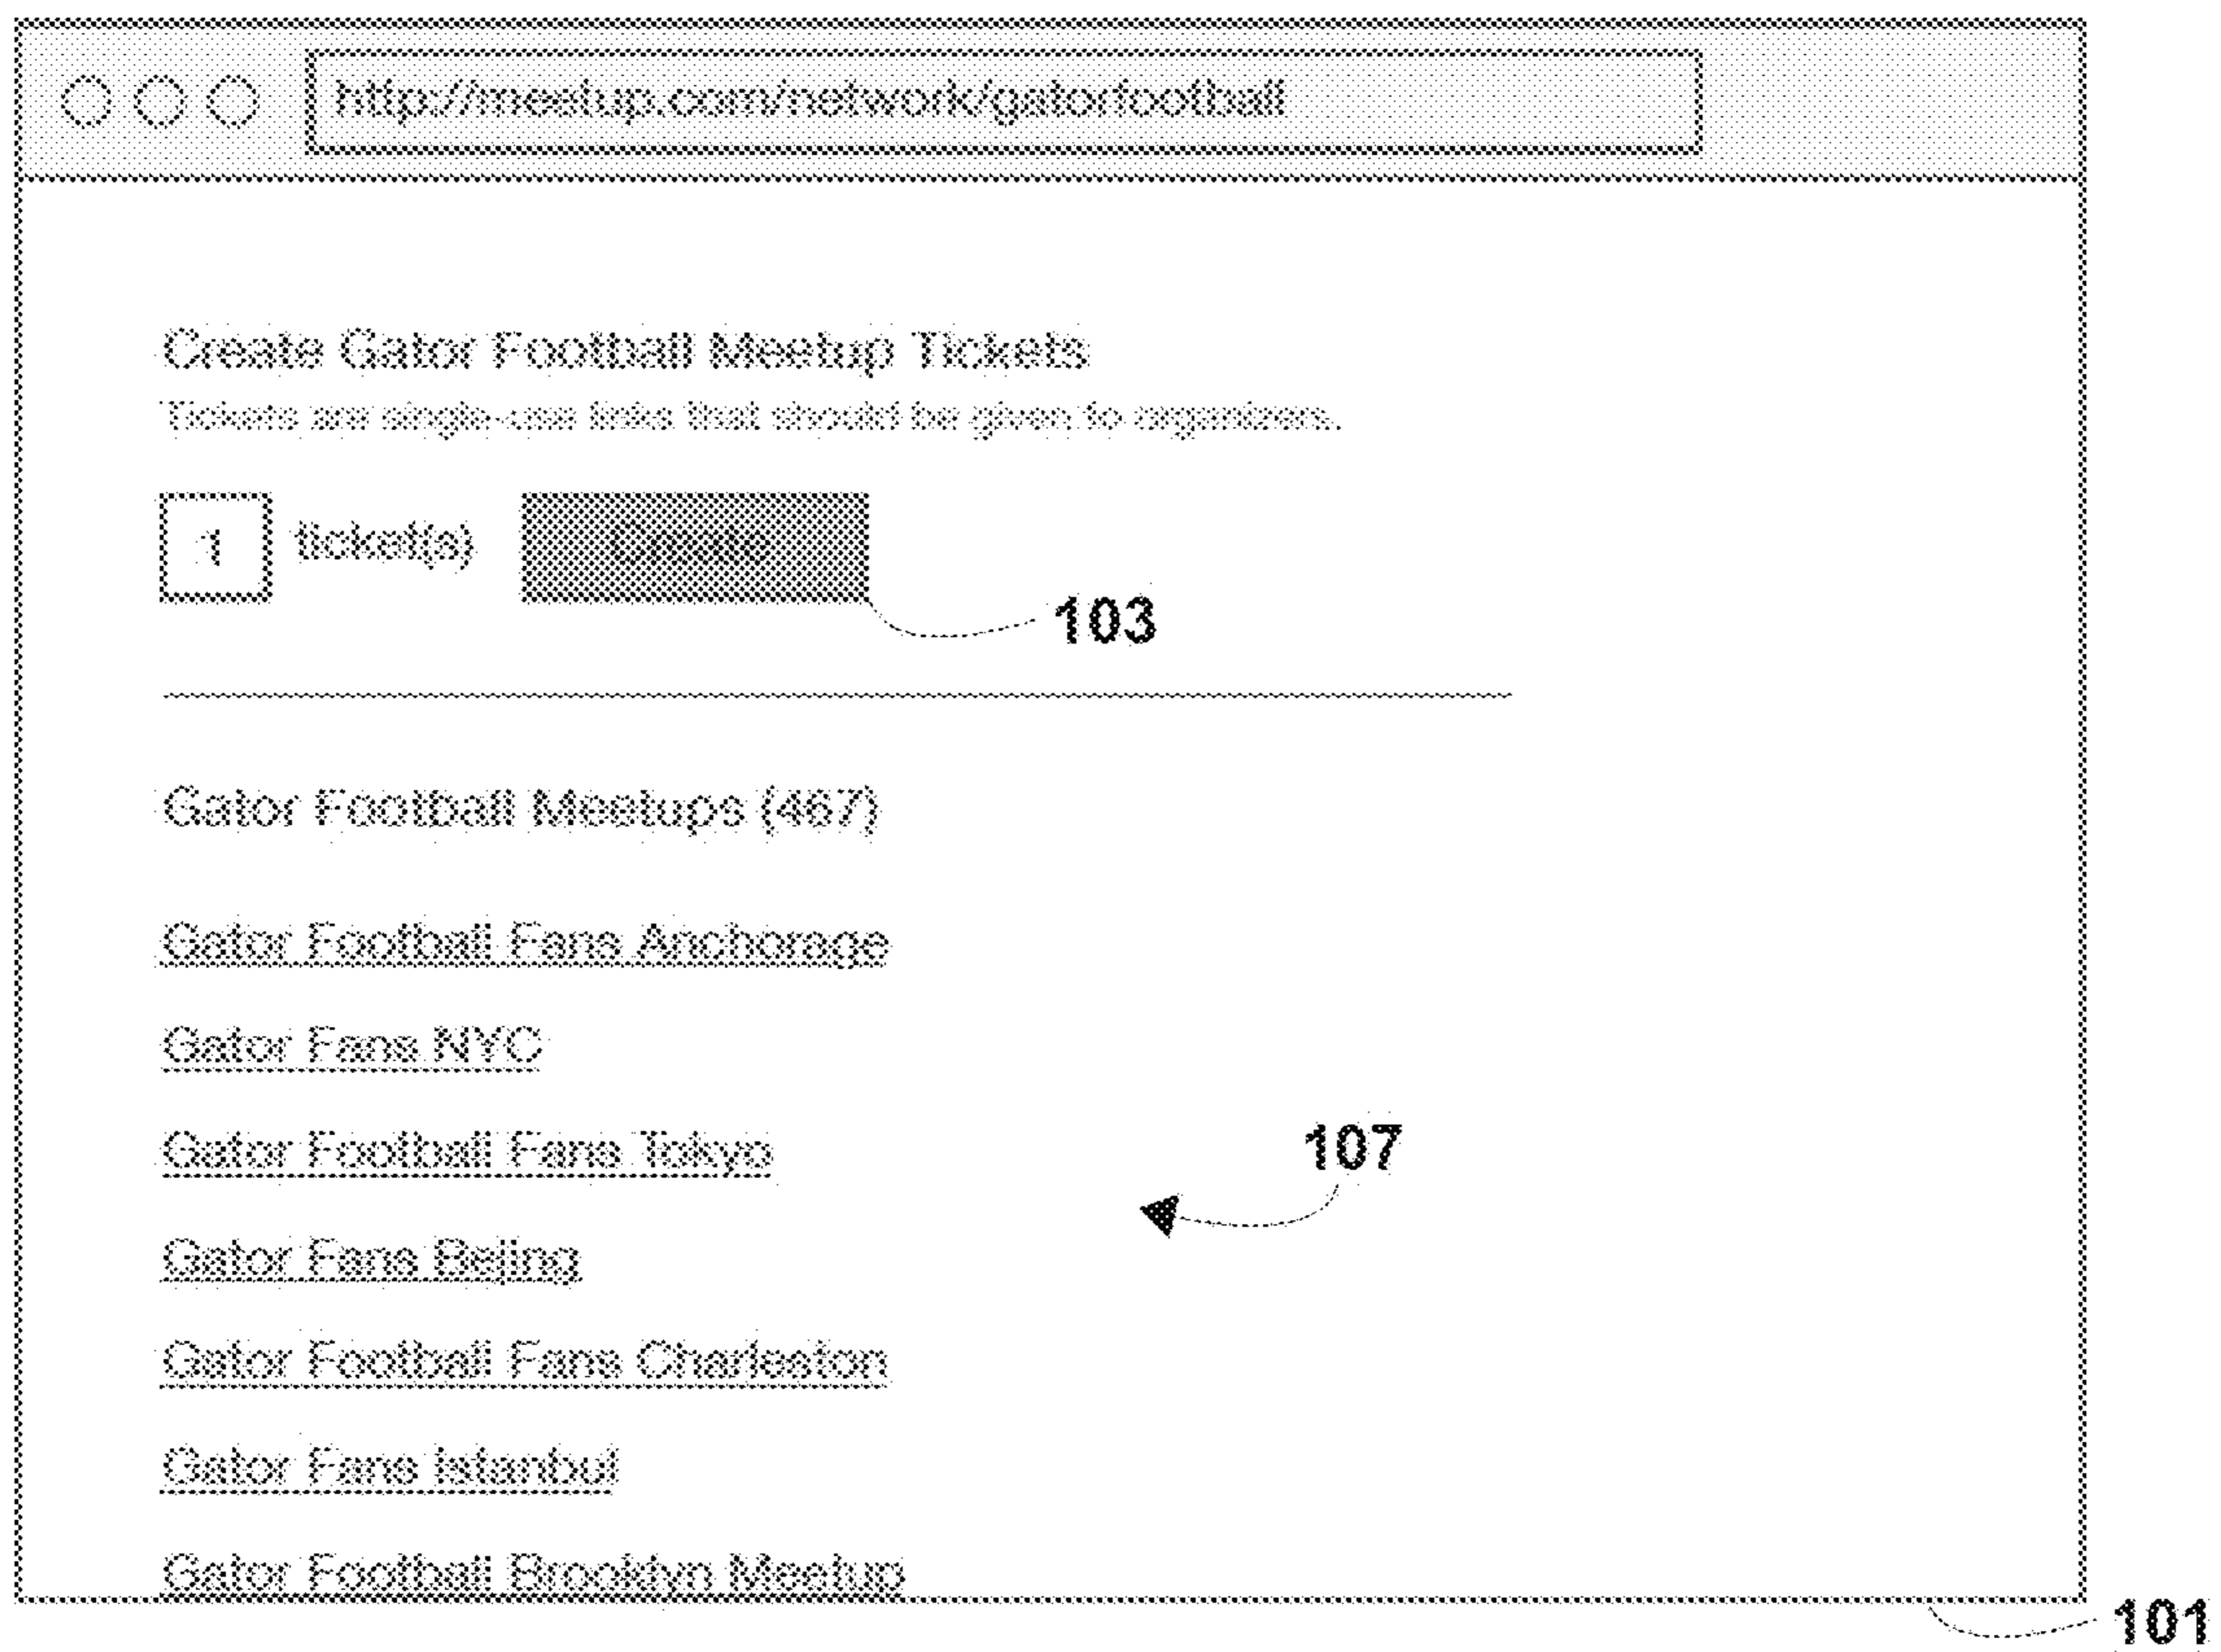 http://meetup.com/network/gatorfootball
Create Gator Football Meetup Tickets
Tickets are single-use links that should be given to organizers.
1 ticket(s) Create
103
Gator Football Meetups (467)
Gator Football Fans Anchorage
Gator Fans NYC
Gator Football Fans Tokyo
107
Gator Fans Beijing
Gator Football Fans Charleston
Gator Fans Istanbul
Gator Football Brooklyn Meetup
101